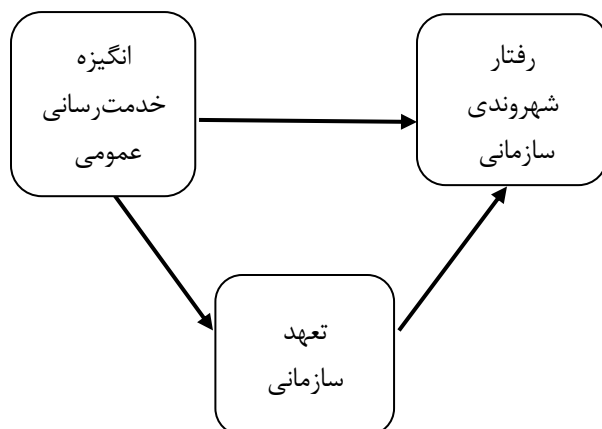 انگیزه
خدمت‌رسانی
عمومی
رفتار
شهروندی
سازمانی
تعهد
سازمانی